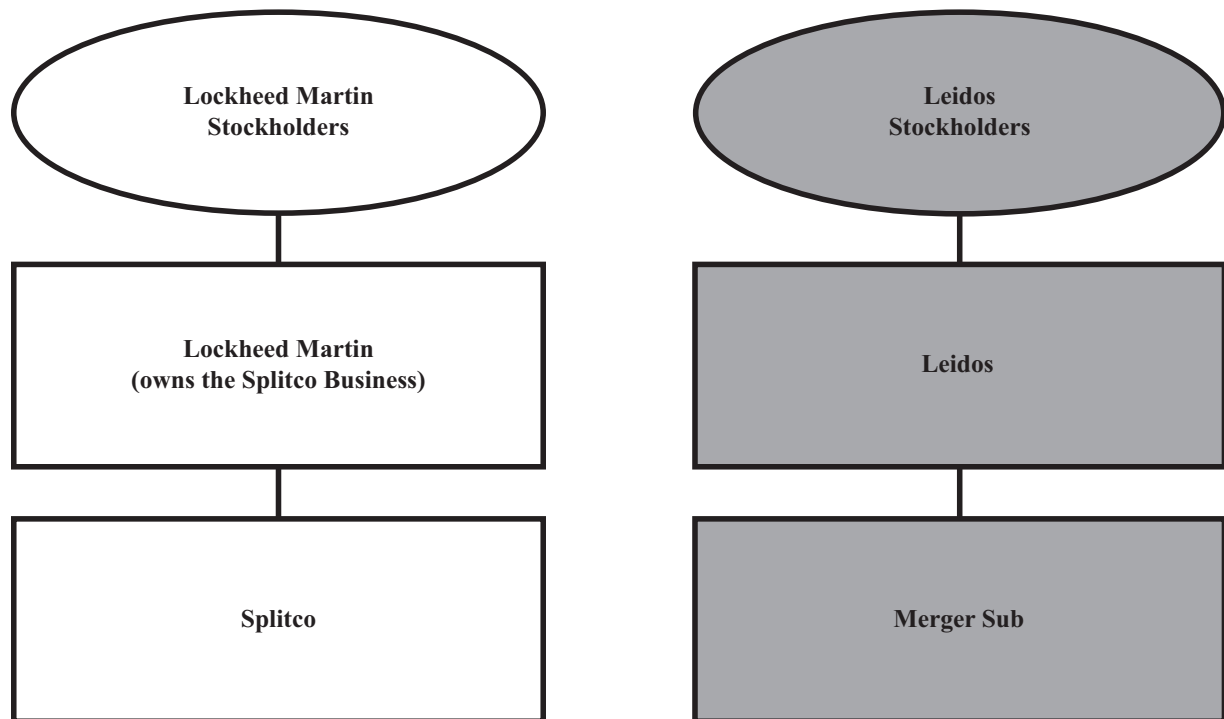 Lockheed Martin
Stockholders
Leidos
Stockholders
Lockheed Martin
(owns the Splitco Business)
Leidos
Splitco
Merger Sub